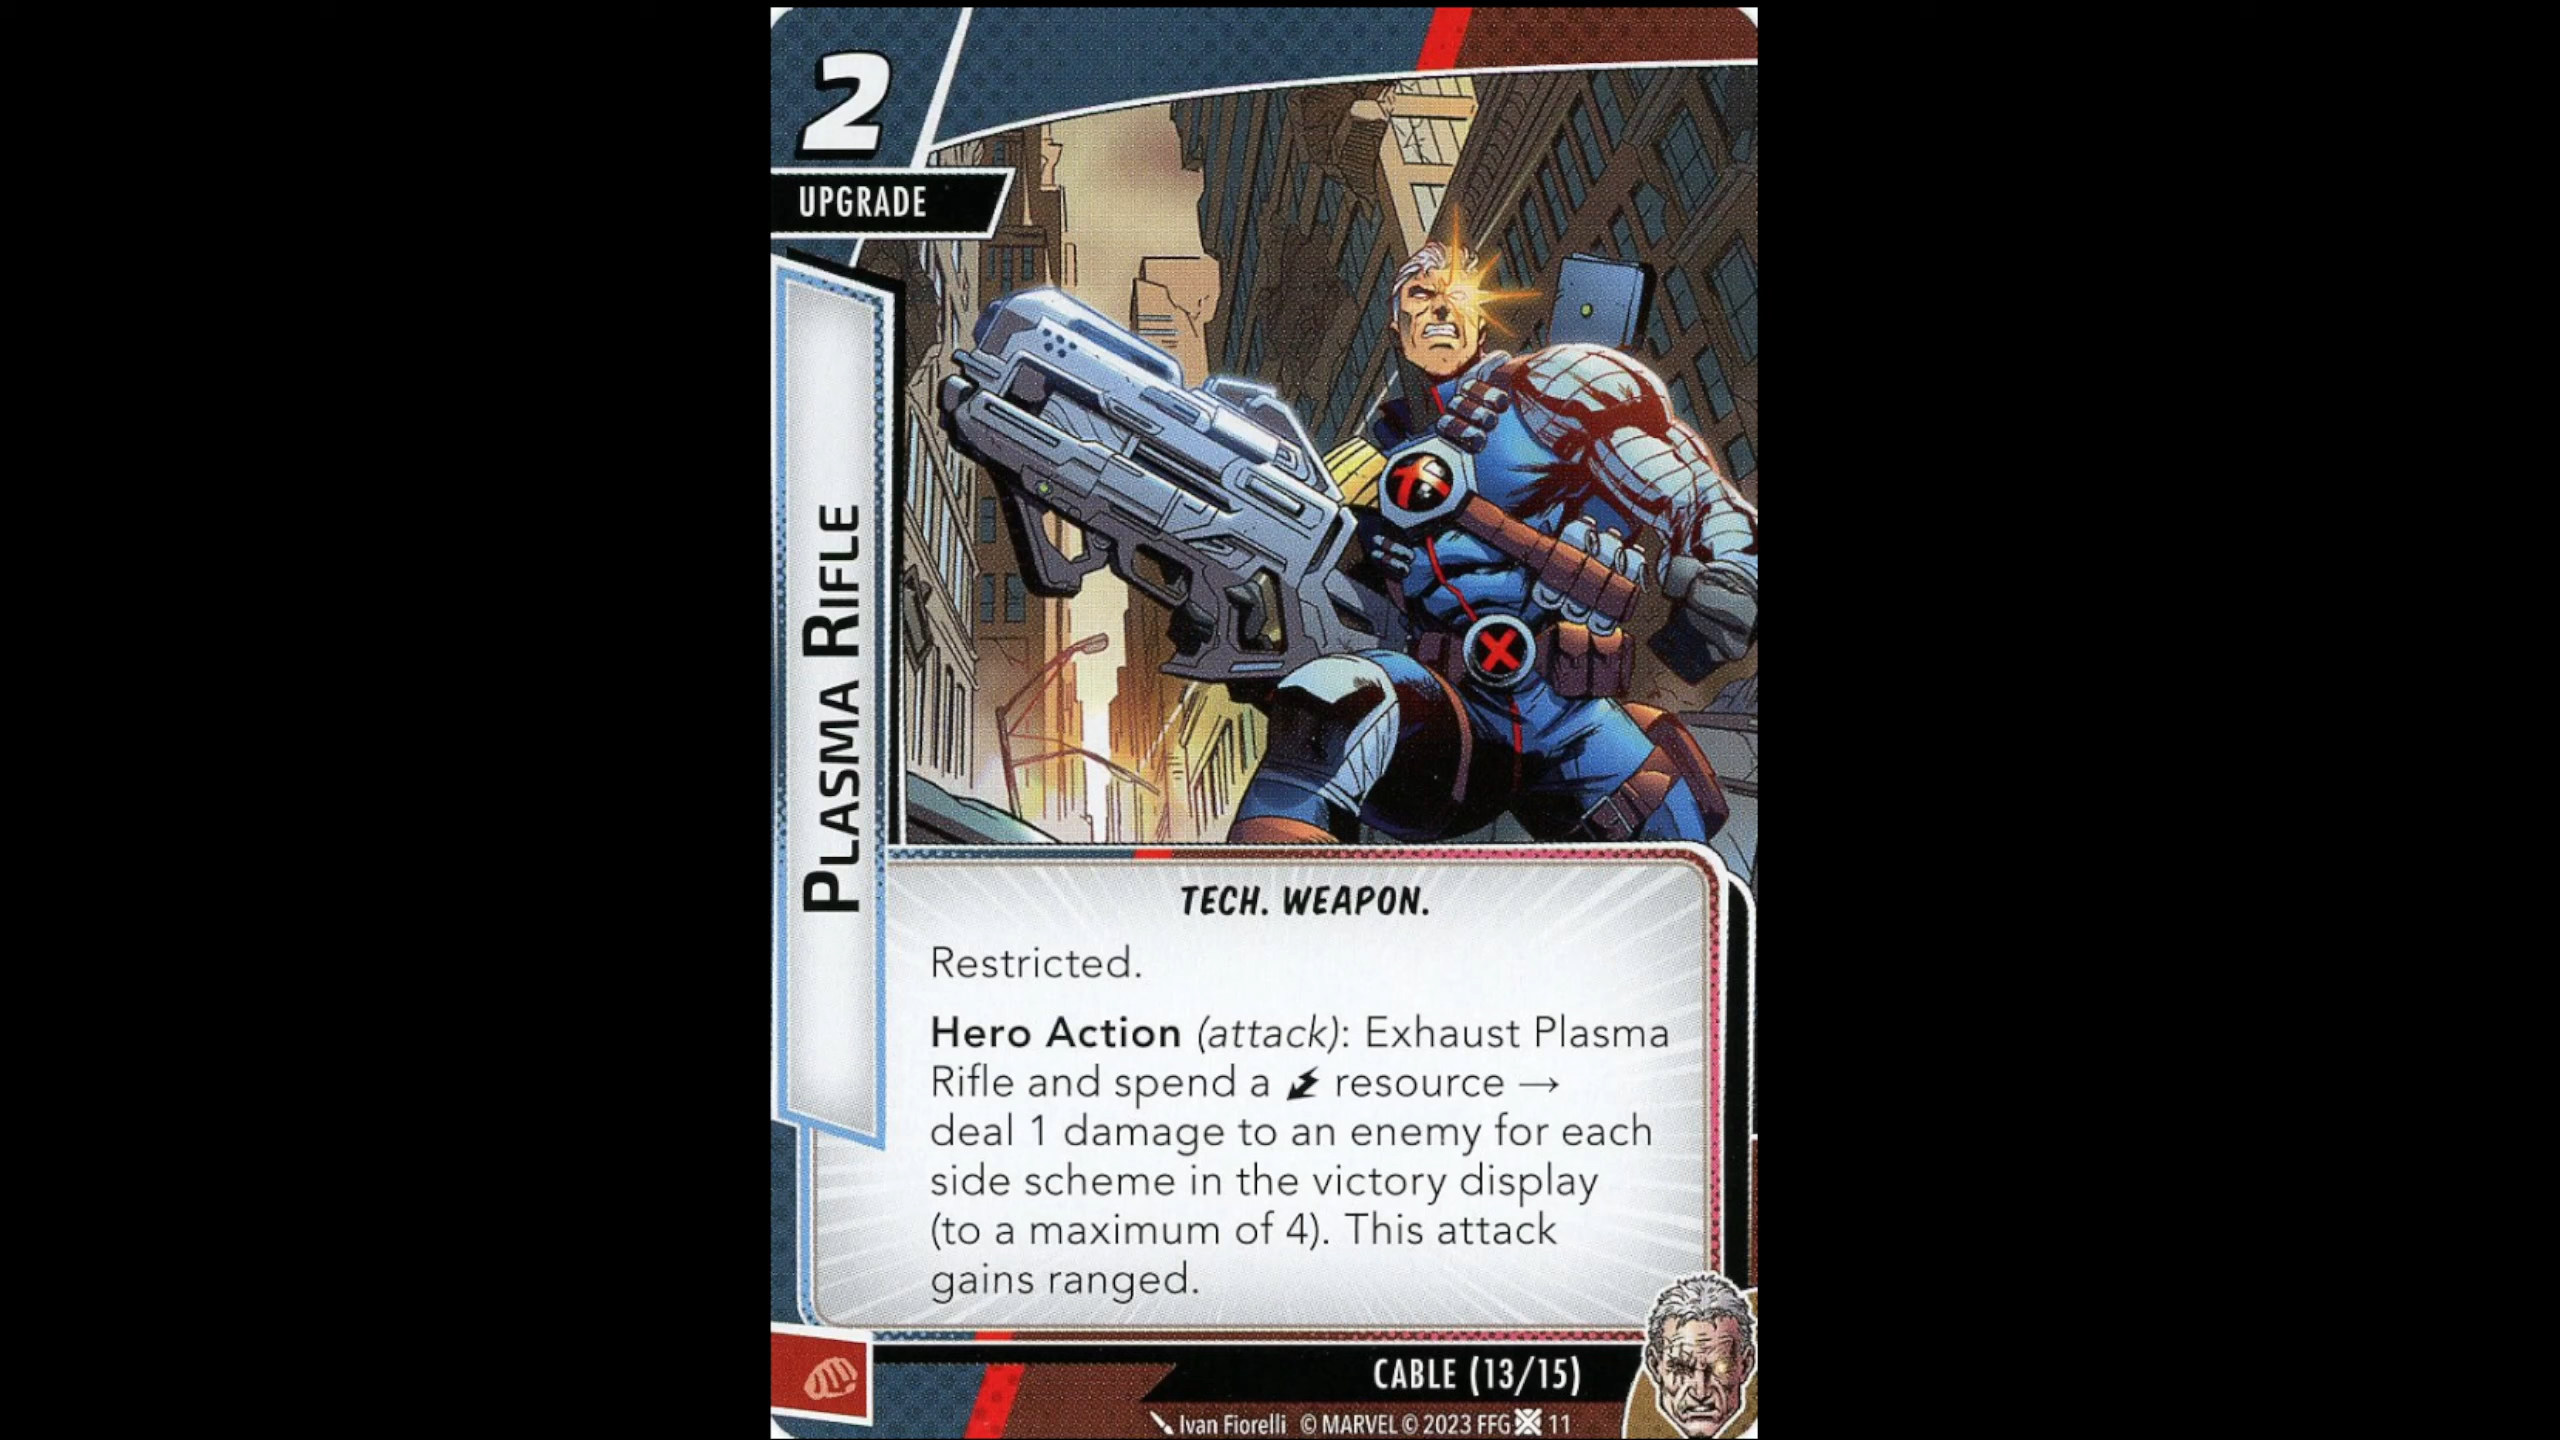 2
UPGRADE
PLASMA RIFLE
TECH. WEAPON.
Restricted.
Hero Action (attack): Exhaust Plasma
Rifle and spend a resource →
deal 1 damage to an enemy for each
side scheme in the victory display
(to a maximum of 4). This attack
gains ranged.
CABLE (13/15)
Ivan Fiorelli © MARVEL © 2023 FFG 11